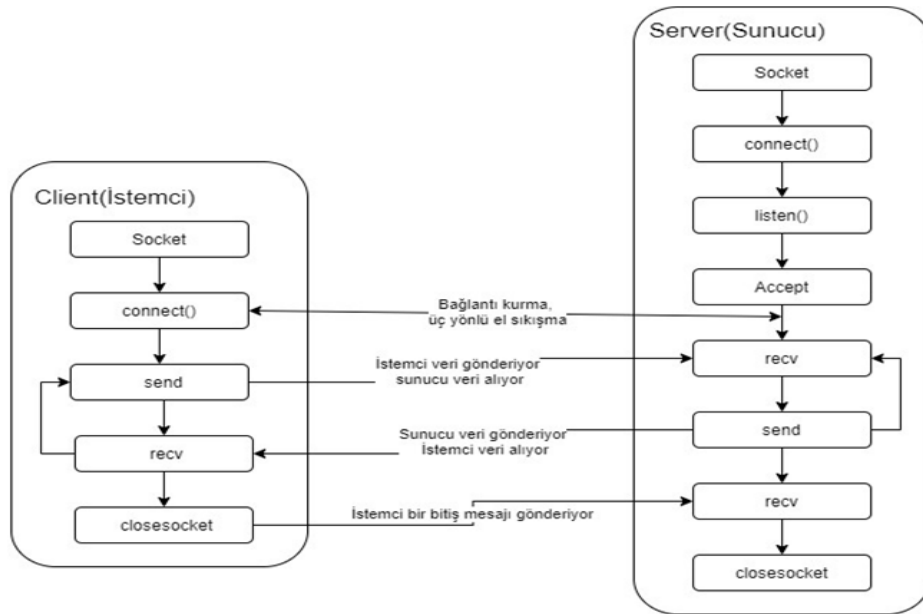 Server(Sunucu)
Socket
connect()
listen()
Accept
recv
send
recv
closesocket
Client(İstemci)
Socket
connect()
send
recv
closesocket
Bağlantı kurma,
üç yönlü el sıkışma
İstemci veri gönderiyor
sunucu veri alıyor
Sunucu veri gönderiyor
İstemci veri alıyor
İstemci bir bitiş mesajı gönderiyor